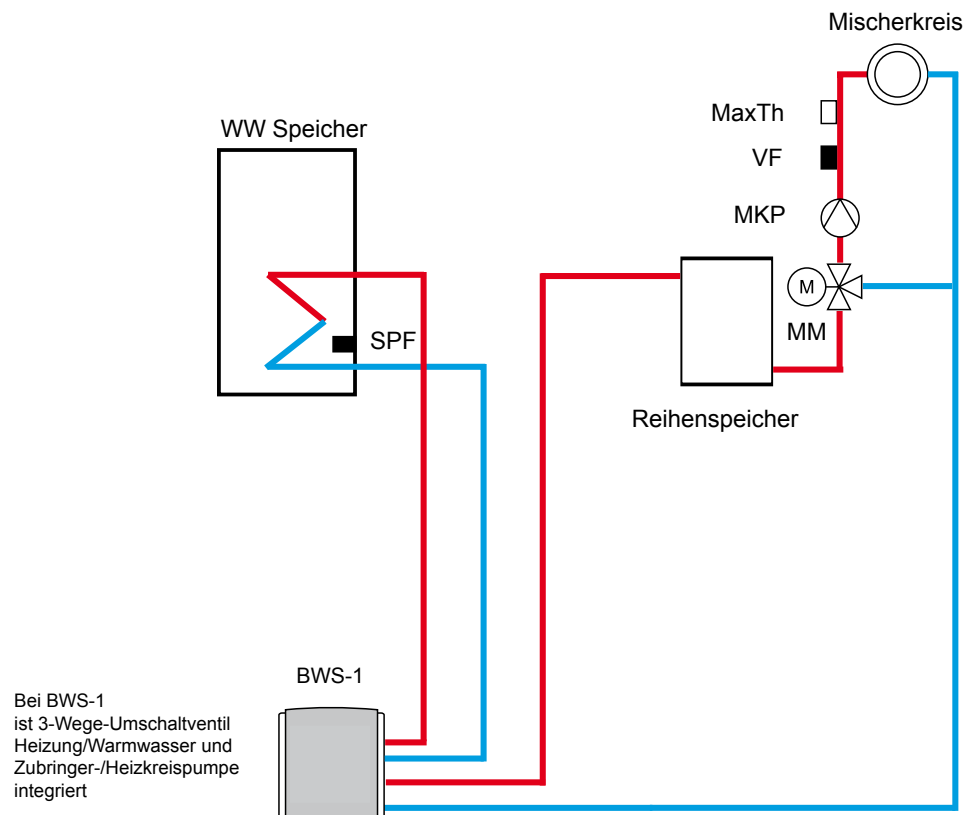 Mischerkreis
MaxTh
WW Speicher
VF
MKP
M
MM
SPF
Reihenspeicher
BWS-1
Bei BWS-1
ist 3-Wege-Umschaltventil
Heizung/Warmwasser und
Zubringer-/Heizkreispumpe
integriert